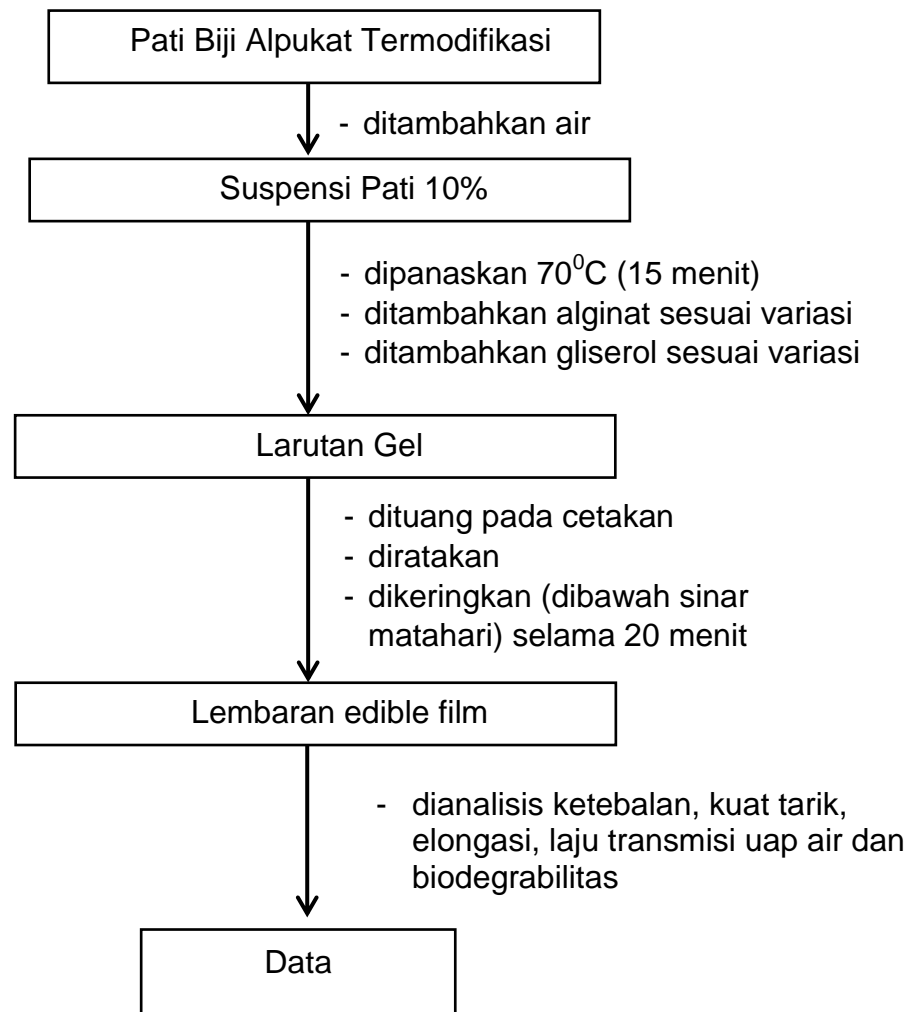 Pati Biji Alpukat Termodifikasi
- ditambahkan air
Suspensi Pati 10%
- dipanaskan 70⁰C (15 menit)
- ditambahkan alginat sesuai variasi
- ditambahkan gliserol sesuai variasi
Larutan Gel
- dituang pada cetakan
- diratakan
- dikeringkan (dibawah sinar
matahari) selama 20 menit
Lembaran edible film
- dianalisis ketebalan, kuat tarik,
elongasi, laju transmisi uap air dan
biodegrabilitas
Data